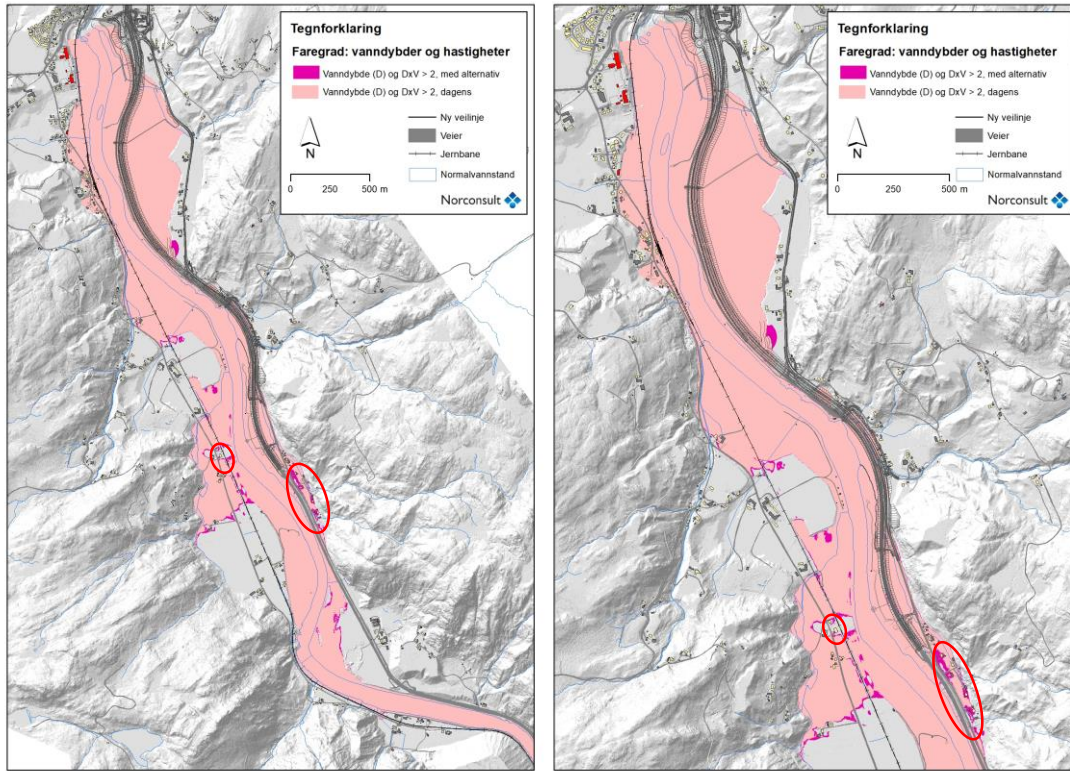 Tegnforklaring
Faregrad: vanndybder og hastigheter
Vanndybde (D) og DxV > 2, med alternativ
Vanndybde (D) og DxV > 2, dagens
Ny veilinje
Veier
Jernbane
Normalvannstand
N
0 250 500 m
Norconsult
Tegnforklaring
Faregrad: vanndybder og hastigheter
Vanndybde (D) og DxV > 2, med alternativ
Vanndybde (D) og DxV > 2, dagens
Ny veilinje
Veier
Jernbane
Normalvannstand
N
0 250 500 m
Norconsult